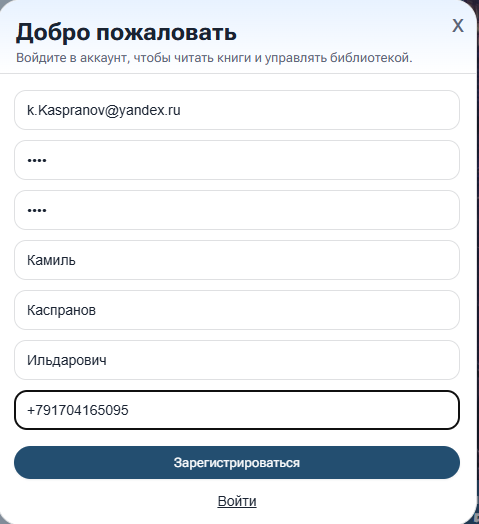 Добро пожаловать
X
Войдите в аккаунт, чтобы читать книги и управлять библиотекой.
k.Kaspranov@yandex.ru
••••
••••
Камиль
Каспранов
Ильдарович
+791704165095
Зарегистрироваться
Войти